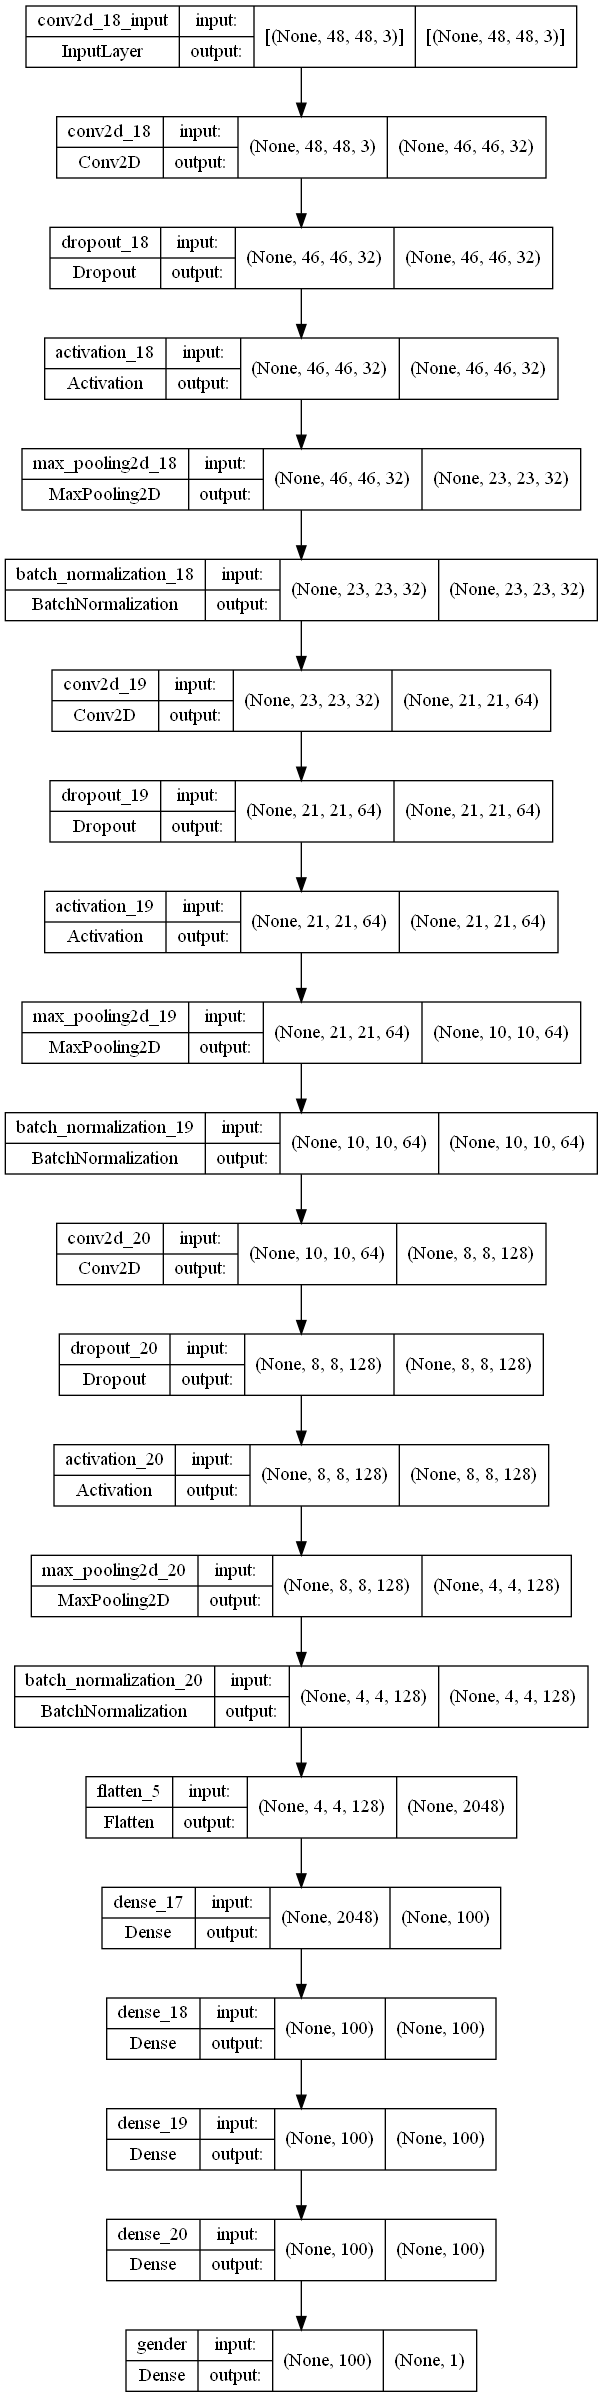 conv2d_18_input input: [(None, 48, 48, 3)] [(None, 48, 48, 3)]
InputLayer output:
conv2d_18 input: (None, 48, 48, 3) (None, 46, 46, 32)
Conv2D output:
dropout_18 input: (None, 46, 46, 32) (None, 46, 46, 32)
Dropout output:
activation_18 input: (None, 46, 46, 32) (None, 46, 46, 32)
Activation output:
max_pooling2d_18 input: (None, 46, 46, 32) (None, 23, 23, 32)
MaxPooling2D output:
batch_normalization_18 input: (None, 23, 23, 32) (None, 23, 23, 32)
BatchNormalization output:
conv2d_19 input: (None, 23, 23, 32) (None, 21, 21, 64)
Conv2D output:
dropout_19 input: (None, 21, 21, 64) (None, 21, 21, 64)
Dropout output:
activation_19 input: (None, 21, 21, 64) (None, 21, 21, 64)
Activation output:
max_pooling2d_19 input: (None, 21, 21, 64) (None, 10, 10, 64)
MaxPooling2D output:
batch_normalization_19 input: (None, 10, 10, 64) (None, 10, 10, 64)
BatchNormalization output:
conv2d_20 input: (None, 10, 10, 64) (None, 8, 8, 128)
Conv2D output:
dropout_20 input: (None, 8, 8, 128) (None, 8, 8, 128)
Dropout output:
activation_20 input: (None, 8, 8, 128) (None, 8, 8, 128)
Activation output:
max_pooling2d_20 input: (None, 8, 8, 128) (None, 4, 4, 128)
MaxPooling2D output:
batch_normalization_20 input: (None, 4, 4, 128) (None, 4, 4, 128)
BatchNormalization output:
flatten_5 input: (None, 4, 4, 128) (None, 2048)
Flatten output:
dense_17 input: (None, 2048) (None, 100)
Dense output:
dense_18 input: (None, 100) (None, 100)
Dense output:
dense_19 input: (None, 100) (None, 100)
Dense output:
dense_20 input: (None, 100) (None, 100)
Dense output:
gender input: (None, 100) (None, 1)
Dense output: